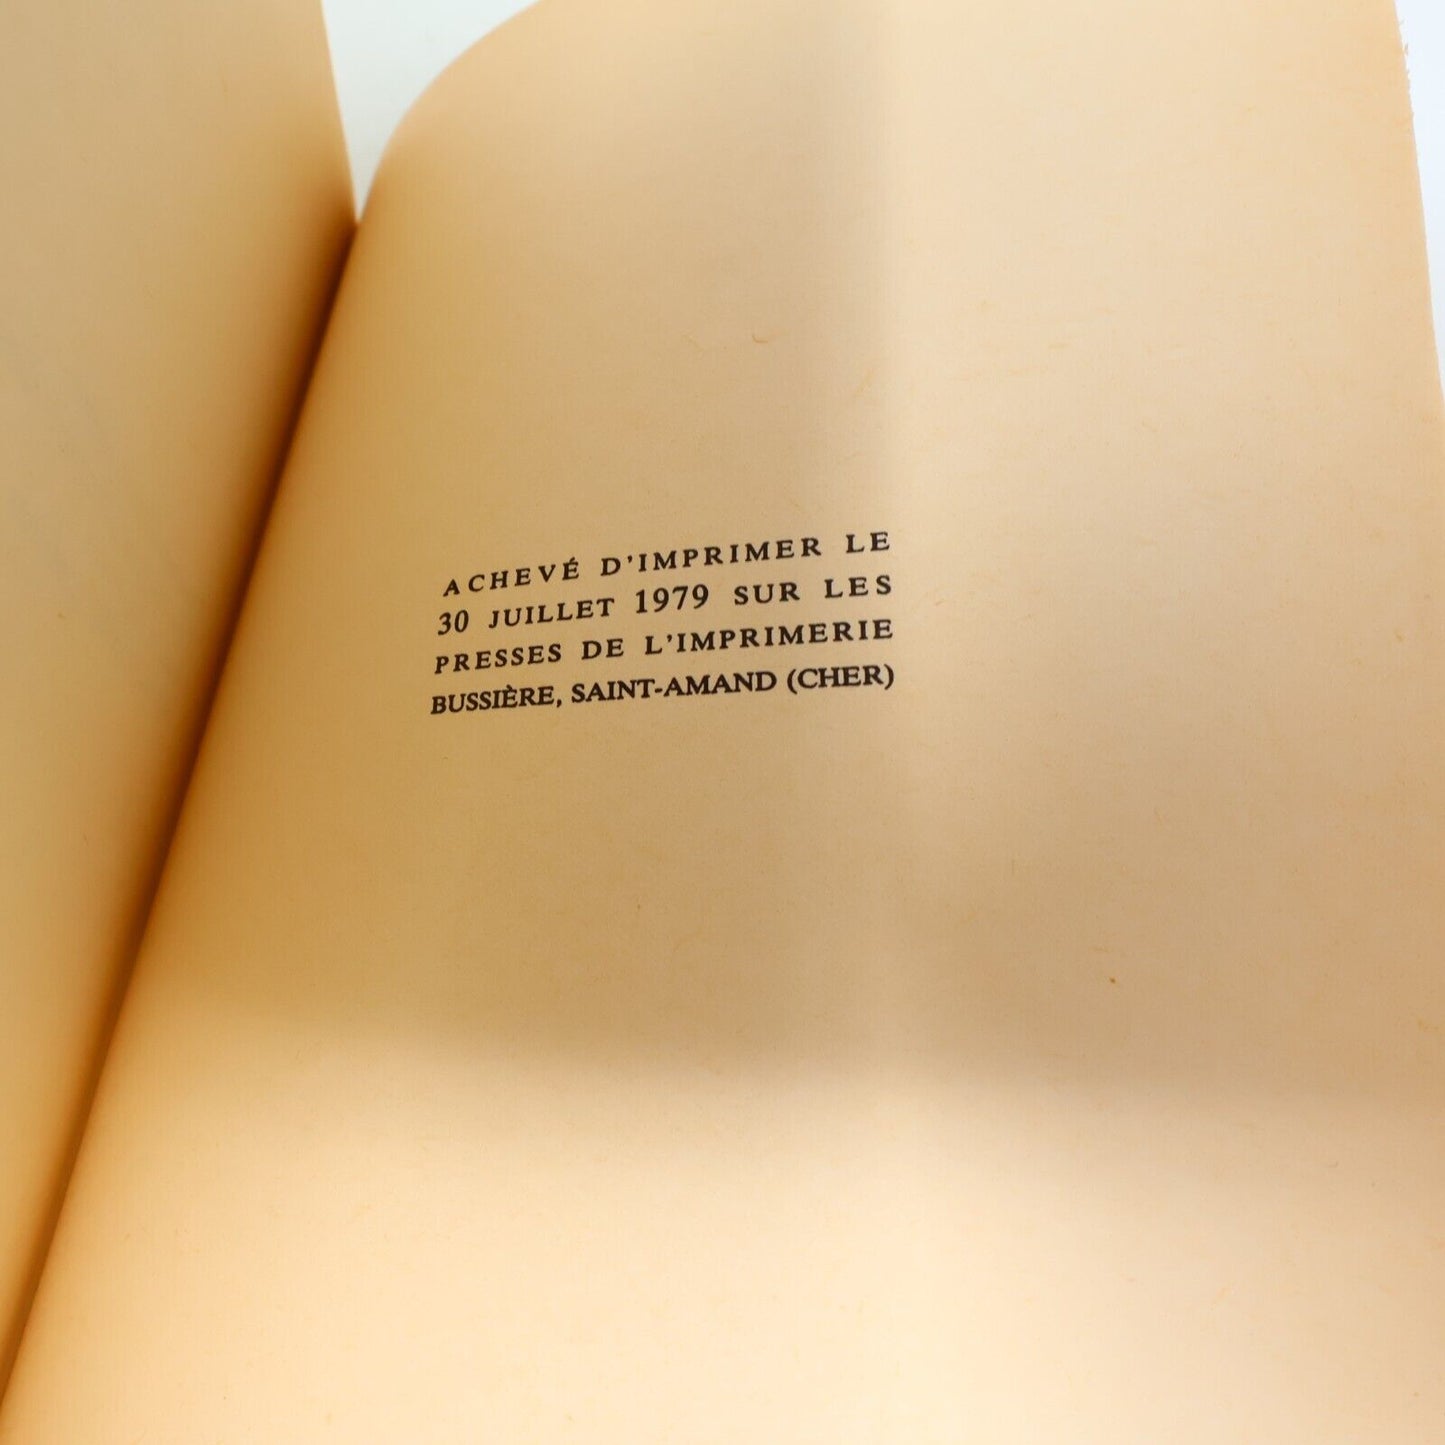 ACHEVÉ D'IMPRIMER LE
30 JUILLET 1979 SUR LES
PRESSES DE L'IMPRIMERIE
BUSSIÈRE, SAINT-AMAND (CHER)